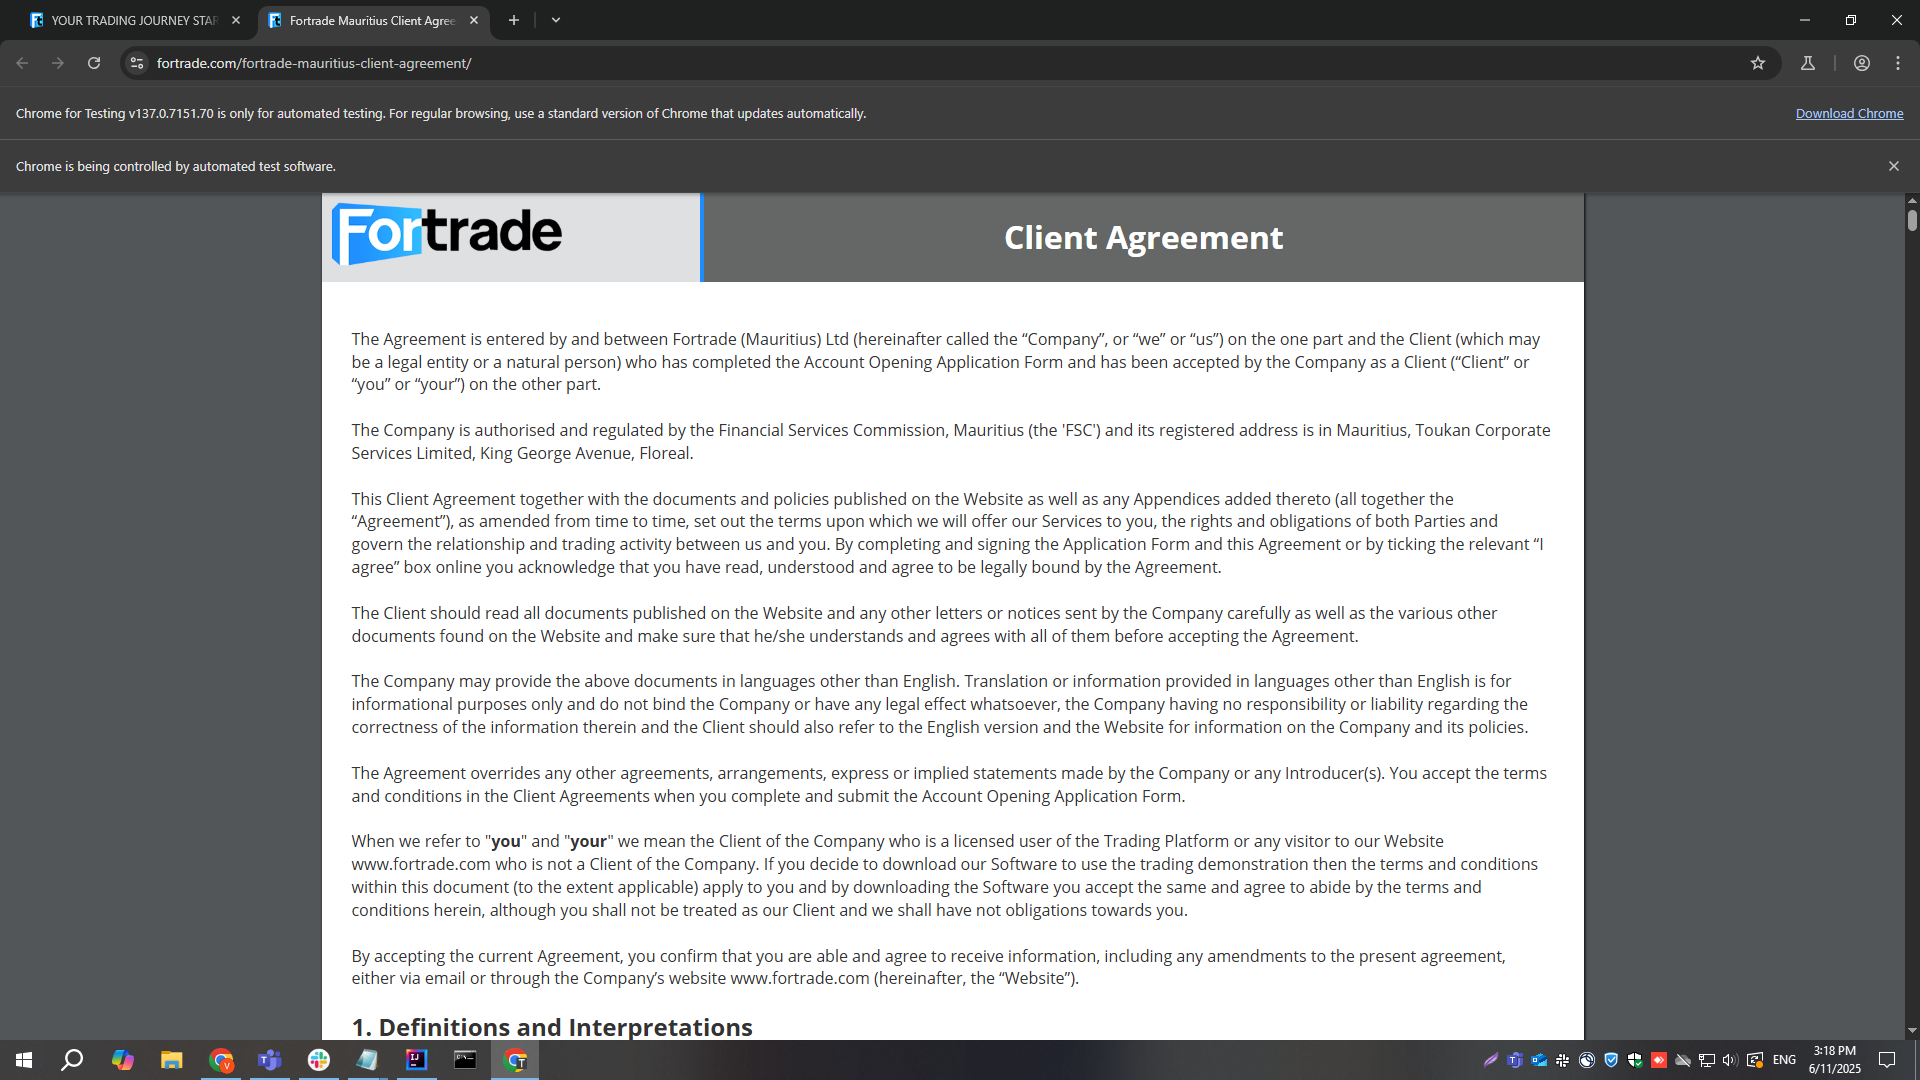 YOUR TRADING JOURNEY STAR
Fortrade Mauritius Client Agree
fortrade.com/fortrade-mauritius-client-agreement/
Chrome for Testing v137.0.7151.70 is only for automated testing. For regular browsing, use a standard version of Chrome that updates automatically.
Download Chrome
Chrome is being controlled by automated test software.
Fortrade
Client Agreement
The Agreement is entered by and between Fortrade (Mauritius) Ltd (hereinafter called the “Company”, or “we” or “us”) on the one part and the Client (which may
be a legal entity or a natural person) who has completed the Account Opening Application Form and has been accepted by the Company as a Client (“Client” or
“you” or “your”) on the other part.
The Company is authorised and regulated by the Financial Services Commission, Mauritius (the 'FSC') and its registered address is in Mauritius, Toukan Corporate
Services Limited, King George Avenue, Floreal.
This Client Agreement together with the documents and policies published on the Website as well as any Appendices added thereto (all together the
“Agreement”), as amended from time to time, set out the terms upon which we will offer our Services to you, the rights and obligations of both Parties and
govern the relationship and trading activity between us and you. By completing and signing the Application Form and this Agreement or by ticking the relevant “I
agree” box online you acknowledge that you have read, understood and agree to be legally bound by the Agreement.
The Client should read all documents published on the Website and any other letters or notices sent by the Company carefully as well as the various other
documents found on the Website and make sure that he/she understands and agrees with all of them before accepting the Agreement.
The Company may provide the above documents in languages other than English. Translation or information provided in languages other than English is for
informational purposes only and do not bind the Company or have any legal effect whatsoever, the Company having no responsibility or liability regarding the
correctness of the information therein and the Client should also refer to the English version and the Website for information on the Company and its policies.
The Agreement overrides any other agreements, arrangements, express or implied statements made by the Company or any Introducer(s). You accept the terms
and conditions in the Client Agreements when you complete and submit the Account Opening Application Form.
When we refer to "you" and "your" we mean the Client of the Company who is a licensed user of the Trading Platform or any visitor to our Website
www.fortrade.com who is not a Client of the Company. If you decide to download our Software to use the trading demonstration then the terms and conditions
within this document (to the extent applicable) apply to you and by downloading the Software you accept the same and agree to abide by the terms and
conditions herein, although you shall not be treated as our Client and we shall have not obligations towards you.
By accepting the current Agreement, you confirm that you are able and agree to receive information, including any amendments to the present agreement,
either via email or through the Company’s website www.fortrade.com (hereinafter, the “Website”).
1. Definitions and Interpretations
ENG
3:18 PM
6/11/2025